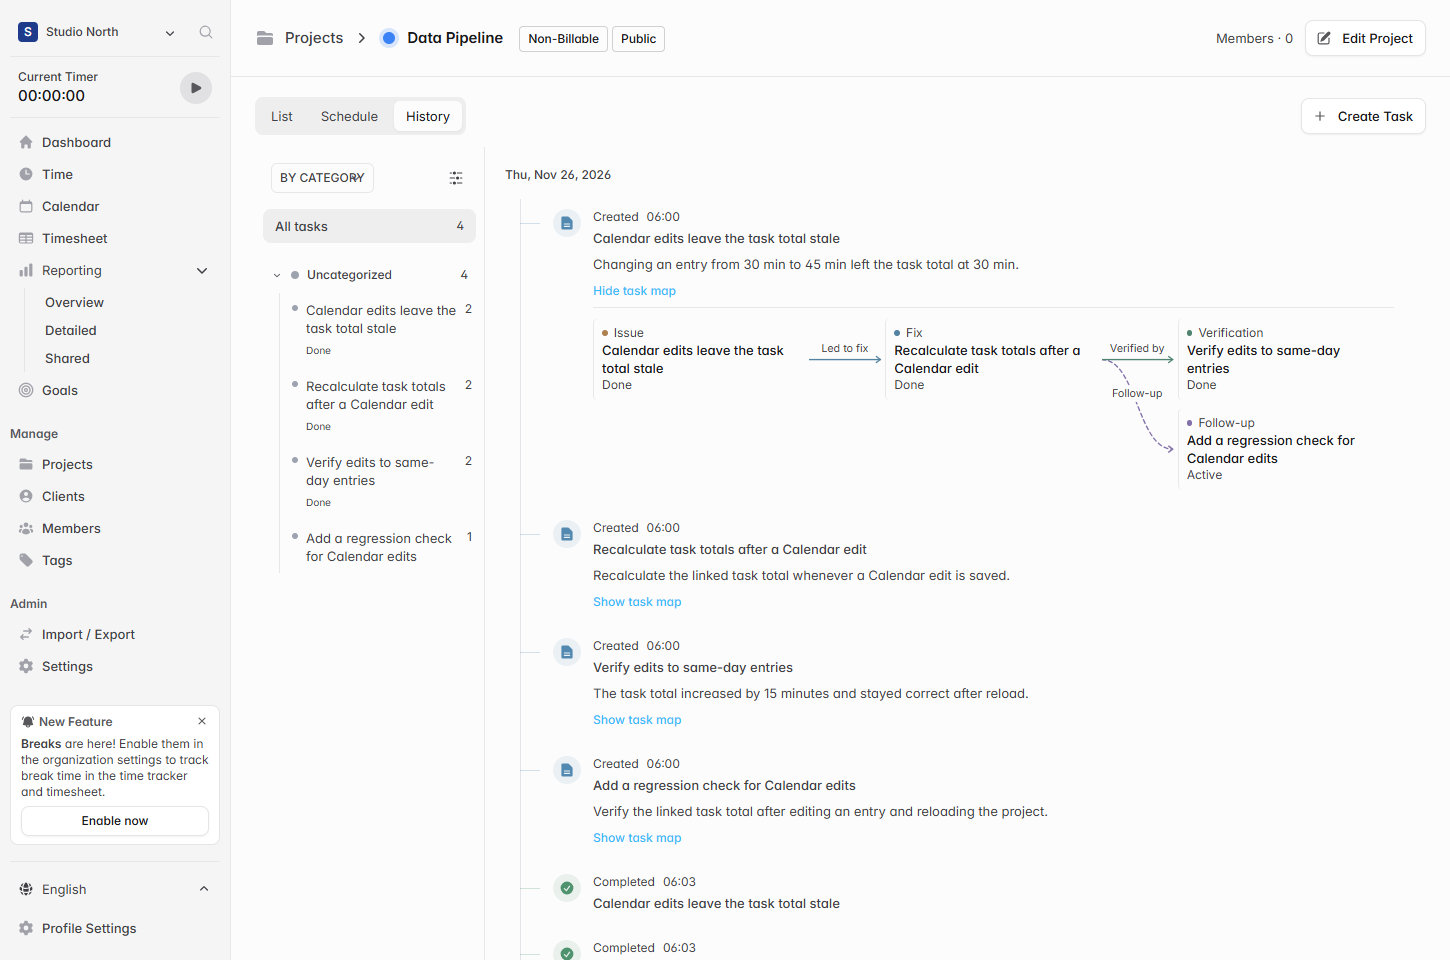 S Studio North
Current Timer
00:00:00
Dashboard
Time
Calendar
Timesheet
Reporting
Overview
Detailed
Shared
Goals
Manage
Projects
Clients
Members
Tags
Admin
Import / Export
Settings
New Feature
Breaks are here! Enable them in
the organization settings to track
break time in the time tracker
and timesheet.
Enable now
English
Profile Settings
Projects
Data Pipeline
Non-Billable
Public
Members · 0
Edit Project
List
Schedule
History
Create Task
BY CATEGORY
All tasks 4
Uncategorized 4
Calendar edits leave the 2
task total stale
Done
Recalculate task totals 2
after a Calendar edit
Done
Verify edits to same- 2
day entries
Done
Add a regression check 1
for Calendar edits
Thu, Nov 26, 2026
Created 06:00
Calendar edits leave the task total stale
Changing an entry from 30 min to 45 min left the task total at 30 min.
Hide task map
Issue
Calendar edits leave the task
total stale
Done
Led to fix
Fix
Recalculate task totals after a
Calendar edit
Done
Verified by
Follow-up
Verification
Verify edits to same-day
entries
Done
Follow-up
Add a regression check for
Calendar edits
Active
Created 06:00
Recalculate task totals after a Calendar edit
Recalculate the linked task total whenever a Calendar edit is saved.
Show task map
Created 06:00
Verify edits to same-day entries
The task total increased by 15 minutes and stayed correct after reload.
Show task map
Created 06:00
Add a regression check for Calendar edits
Verify the linked task total after editing an entry and reloading the project.
Show task map
Completed 06:03
Calendar edits leave the task total stale
Completed 06:03